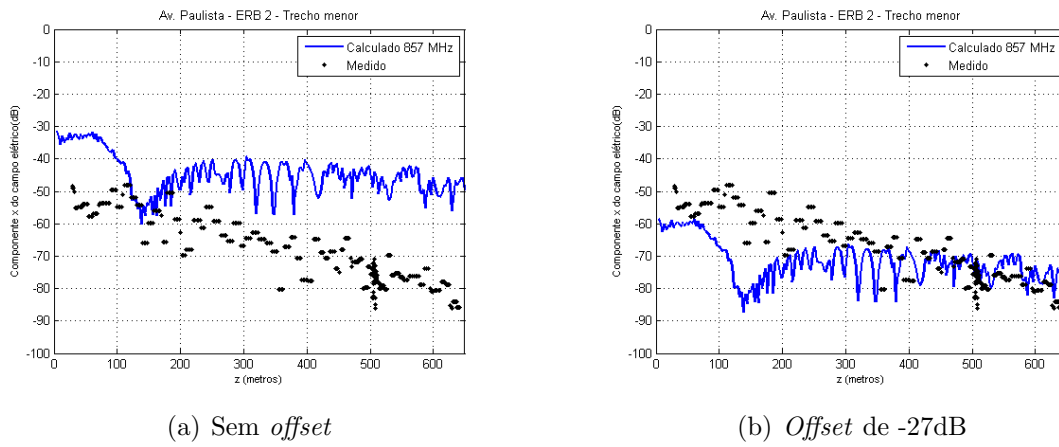 Av. Paulista - ERB 2 - Trecho menor
0
-10
-20
-30
-40
-50
-60
-70
-80
-90
-100
Componente x do campo elétrico(dB)
Calculado 857 MHz
Medido
0 100 200 300 400 500 600
z (metros)
(a) Sem offset
Av. Paulista - ERB 2 - Trecho menor
0
-10
-20
-30
-40
-50
-60
-70
-80
-90
-100
Componente x do campo elétrico(dB)
Calculado 857 MHz
Medido
0 100 200 300 400 500 600
z (metros)
(b) Offset de -27dB